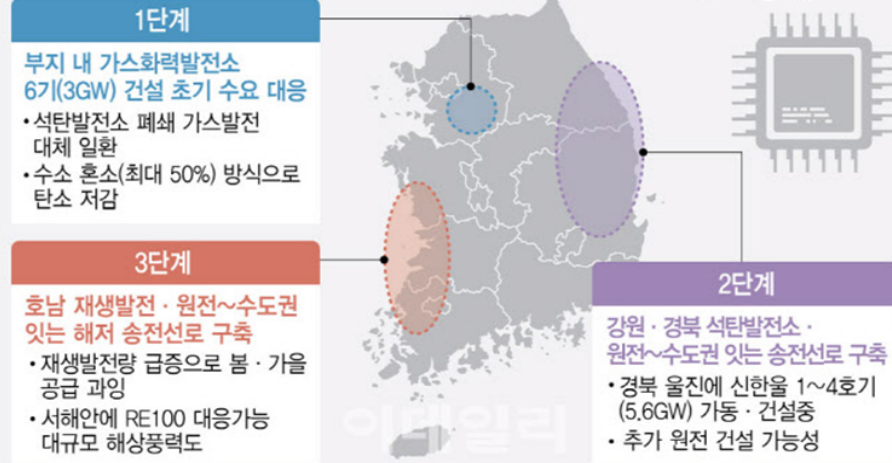 1단계
부지 내 가스화력발전소
6기(3GW) 건설 초기 수요 대응
•석탄발전소 폐쇄 가스발전
대체 일환
•수소 혼소(최대 50%) 방식으로
탄소 저감
2단계
강원·경북 석탄발전소·
원전~수도권 잇는 송전선로 구축
•경북 울진에 신한울 1~4호기
(5.6GW) 가동·건설중
• 추가 원전 건설 가능성
3단계
호남 재생발전·원전~수도권
잇는 해저 송전선로 구축
• 재생발전량 급증으로 봄·가을
공급 과잉
• 서해안에 RE100 대응가능
대규모 해상풍력도
이데일리